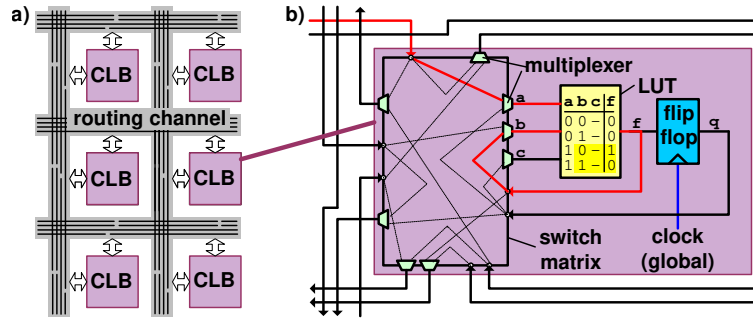 a)
CLB CLB
routing channel
CLB CLB
CLB CLB
b)
multiplexer
LUT
a
b
c
a b c f
0 0 – 0
0 1 – 0
1 0 – 1
1 1 – 0
f
flip
flop
q
switch
matrix
clock
(global)